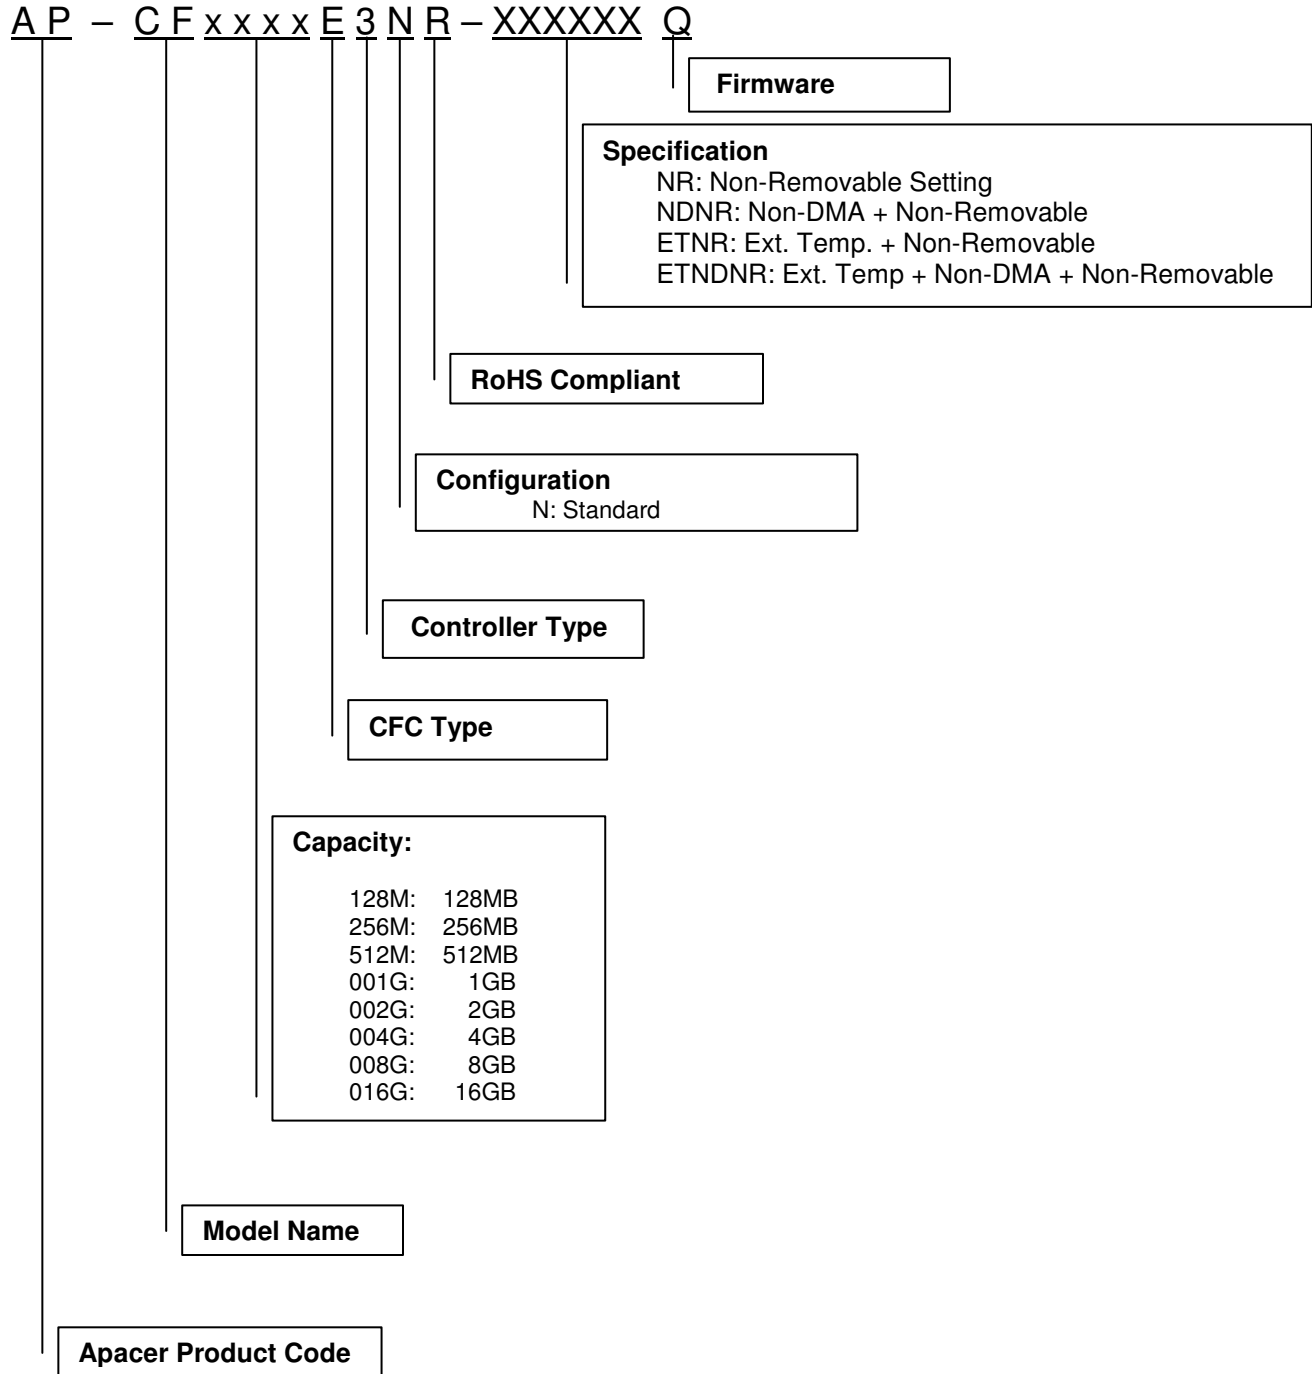 A P – C F x x x x E 3 N R – XXXXXX Q
Firmware
Specification
NR: Non-Removable Setting
NDNR: Non-DMA + Non-Removable
ETNR: Ext. Temp. + Non-Removable
ETNDNR: Ext. Temp + Non-DMA + Non-Removable
RoHS Compliant
Configuration
N: Standard
Controller Type
CFC Type
Capacity:
128M: 128MB
256M: 256MB
512M: 512MB
001G: 1GB
002G: 2GB
004G: 4GB
008G: 8GB
016G: 16GB
Model Name
Apacer Product Code